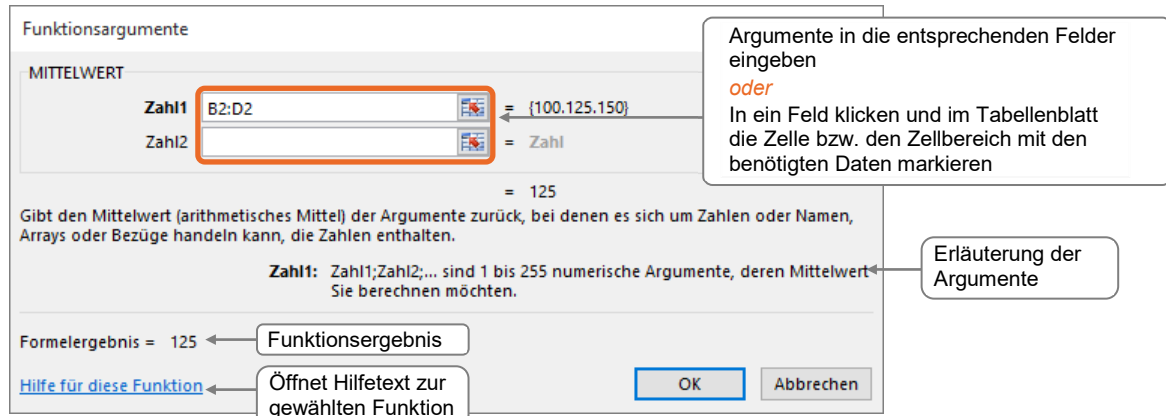 Funktionsargumente
MITTELWERT
Zahl1 B2:D2 = {100.125.150}
Zahl2 = Zahl
= 125
Gibt den Mittelwert (arithmetisches Mittel) der Argumente zurück, bei denen es sich um Zahlen oder Namen,
Arrays oder Bezüge handeln kann, die Zahlen enthalten.
Zahl1: Zahl1;Zahl2;... sind 1 bis 255 numerische Argumente, deren Mittelwert
Sie berechnen möchten.
Formelergebnis = 125
Hilfe für diese Funktion
OK
Abbrechen
Argumente in die entsprechenden Felder
eingeben
oder
In ein Feld klicken und im Tabellenblatt
die Zelle bzw. den Zellbereich mit den
benötigten Daten markieren
Erläuterung der
Argumente
Funktionsergebnis
Öffnet Hilfetext zur
gewählten Funktion